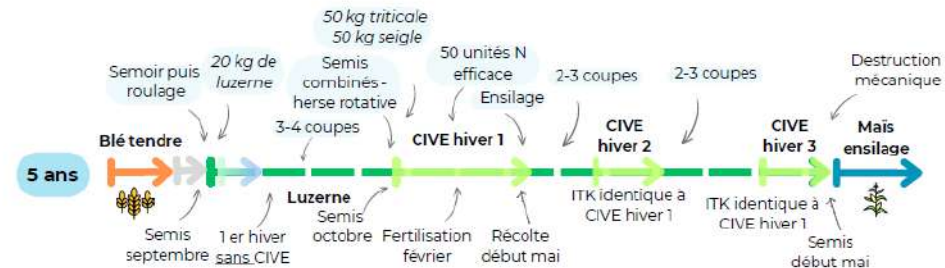 50 kg triticale
50 kg seigle
20 kg de
luzerne
Semoir puis
roulage
Semis
combinés -
herse rotative
50 unités N
efficace
Ensilage
3-4 coupes
2-3 coupes
2-3 coupes
Destruction
mécanique
Blé tendre
CIVE hiver 1
CIVE
hiver 2
CIVE
hiver 3
Maïs
ensilage
5 ans
Luzerne
Semis
septembre
1 er hiver
sans CIVE
Semis
octobre
Fertilisation
février
Récolte
début mai
ITK identique à
CIVE hiver 1
ITK identique à
CIVE hiver 1
Semis
début mai